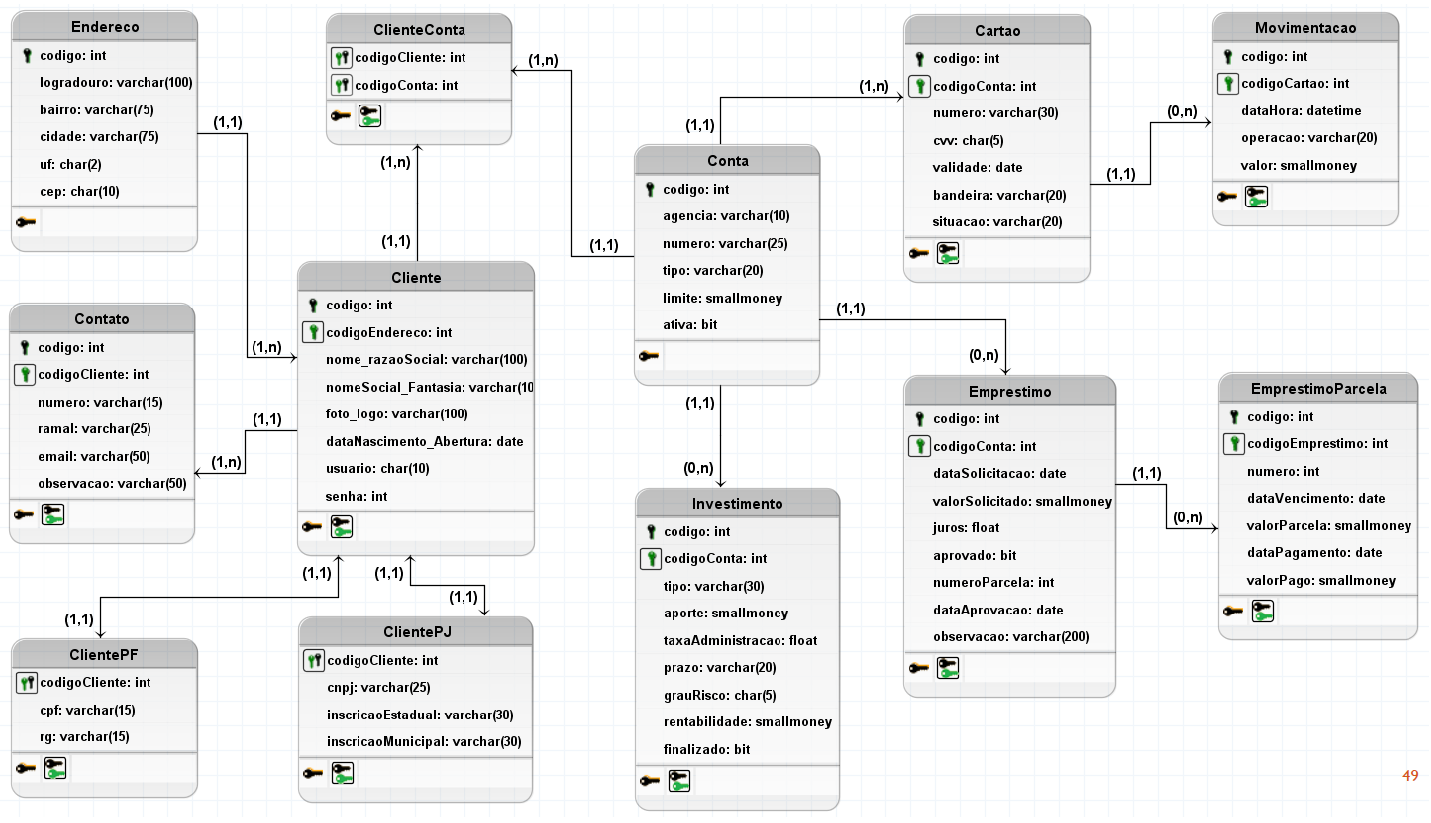 Endereco
codigo: int
logradouro: varchar(100)
bairro: varchar(75)
cidade: varchar(75)
uf: char(2)
cep: char(10)
(1,1)
(1,n)
ClienteConta
codigoCliente: int
codigoConta: int
(1,n)
(1,1)
(1,n)
(1,1)
Cartao
codigo: int
codigoConta: int
numero: varchar(30)
cvv: char(5)
validade: date
bandeira: varchar(20)
situacao: varchar(20)
(1,n)
(1,1)
(0,n)
(1,1)
Movimentacao
codigo: int
codigoCartao: int
dataHora: datetime
operacao: varchar(20)
valor: smallmoney
Conta
codigo: int
agencia: varchar(10)
numero: varchar(25)
tipo: varchar(20)
limite: smallmoney
ativa: bit
(1,1)
(0,n)
(1,1)
(0,n)
Contato
codigo: int
codigoCliente: int
numero: varchar(15)
ramal: varchar(25)
email: varchar(50)
observacao: varchar(50)
(1,1)
(1,n)
Cliente
codigo: int
codigoEndereco: int
nome_razaoSocial: varchar(100)
nomeSocial_Fantasia: varchar(10
foto_logo: varchar(100)
dataNascimento_Abertura: date
usuario: char(10)
senha: int
(1,1)
(1,1)
(1,1)
(1,1)
Emprestimo
codigo: int
codigoConta: int
dataSolicitacao: date
valorSolicitado: smallmoney
juros: float
aprovado: bit
numeroParcela: int
dataAprovacao: date
observacao: varchar(200)
(1,1)
(0,n)
EmprestimoParcela
codigo: int
codigoEmprestimo: int
numero: int
dataVencimento: date
valorParcela: smallmoney
dataPagamento: date
valorPago: smallmoney
Investimento
codigo: int
codigoConta: int
tipo: varchar(30)
aporte: smallmoney
taxaAdministracao: float
prazo: varchar(20)
grauRisco: char(5)
rentabilidade: smallmoney
finalizado: bit
ClientePF
codigoCliente: int
cpf: varchar(15)
rg: varchar(15)
ClientePJ
codigoCliente: int
cnpj: varchar(25)
inscricaoEstadual: varchar(30)
inscricaoMunicipal: varchar(30)
49